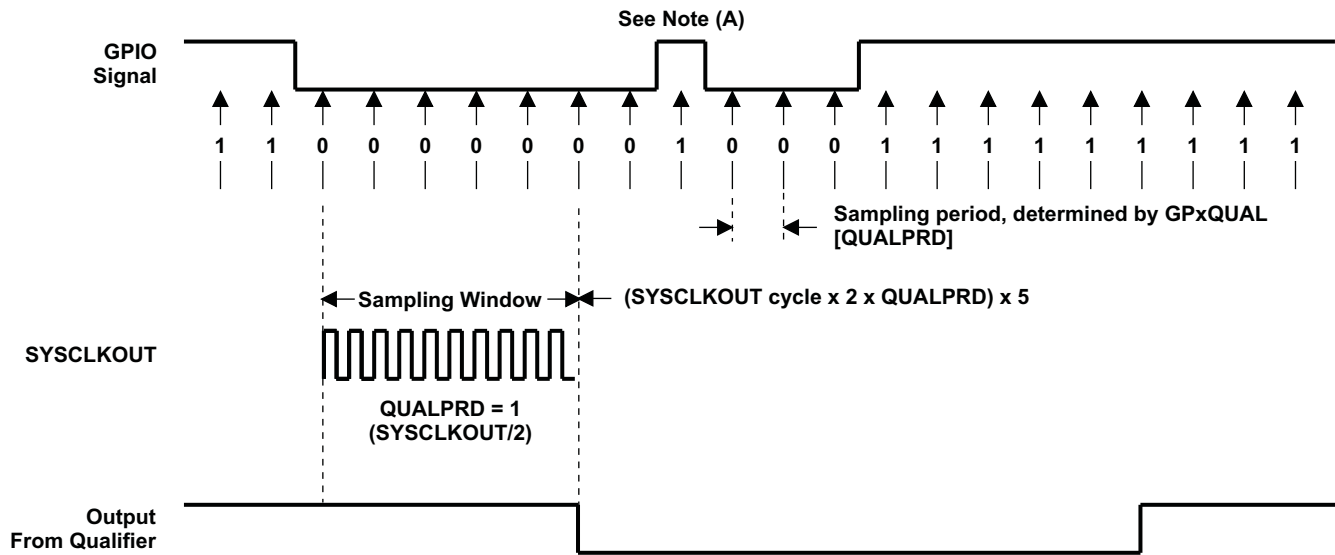 See Note (A)
GPIO
Signal
1 1 0 0 0 0 0 0 0 1 0 0 0 1 1 1 1 1 1 1 1 1
Sampling period, determined by GPxQUAL
[QUALPRD]
Sampling Window
(SYSCLKOUT cycle x 2 x QUALPRD) x 5
SYSCLKOUT
QUALPRD = 1
(SYSCLKOUT/2)
Output
From Qualifier